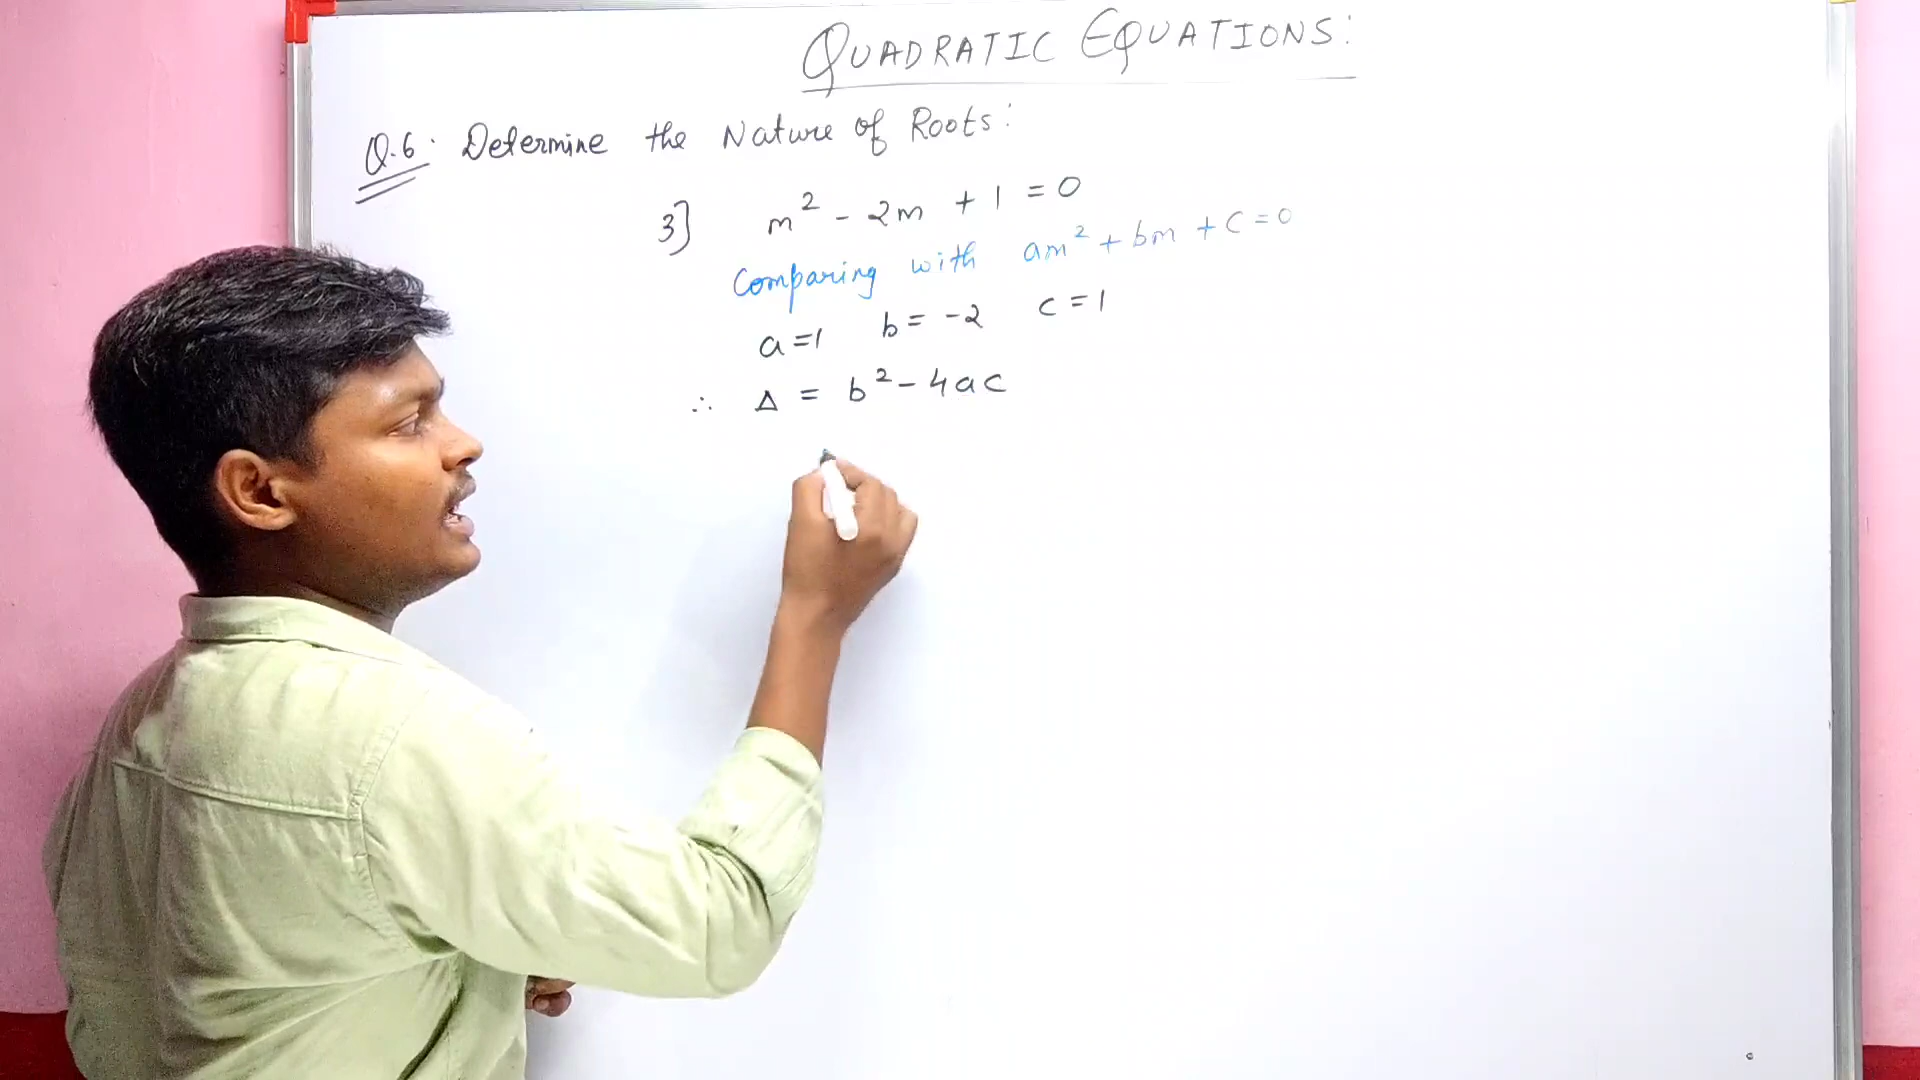 QUADRATIC EQUATIONS:
Q.6. Determine the Nature of Roots:
3] m² - 2m + 1 = 0
Comparing with am² + bm + c = 0
a = 1 b = -2 c = 1
∴ Δ = b² - 4ac